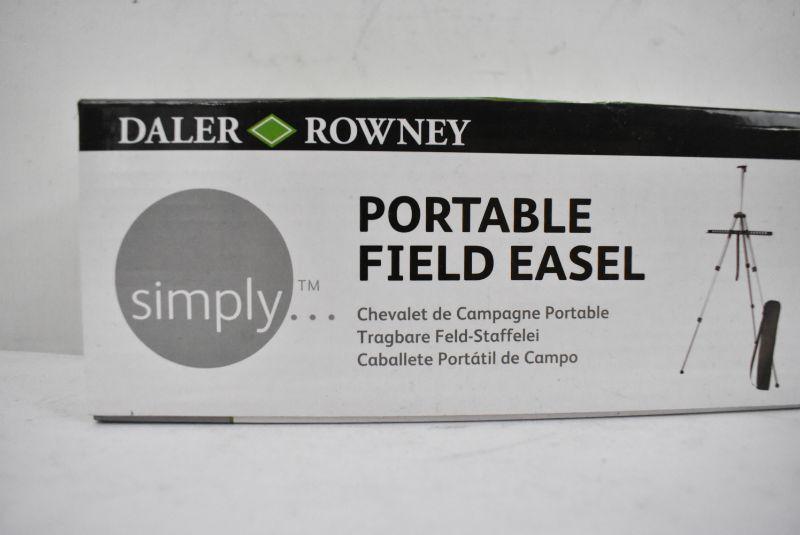 DALER ROWNEY
simply...™
PORTABLE
FIELD EASEL
Chevalet de Campagne Portable
Tragbare Feld-Staffelei
Caballete Portátil de Campo